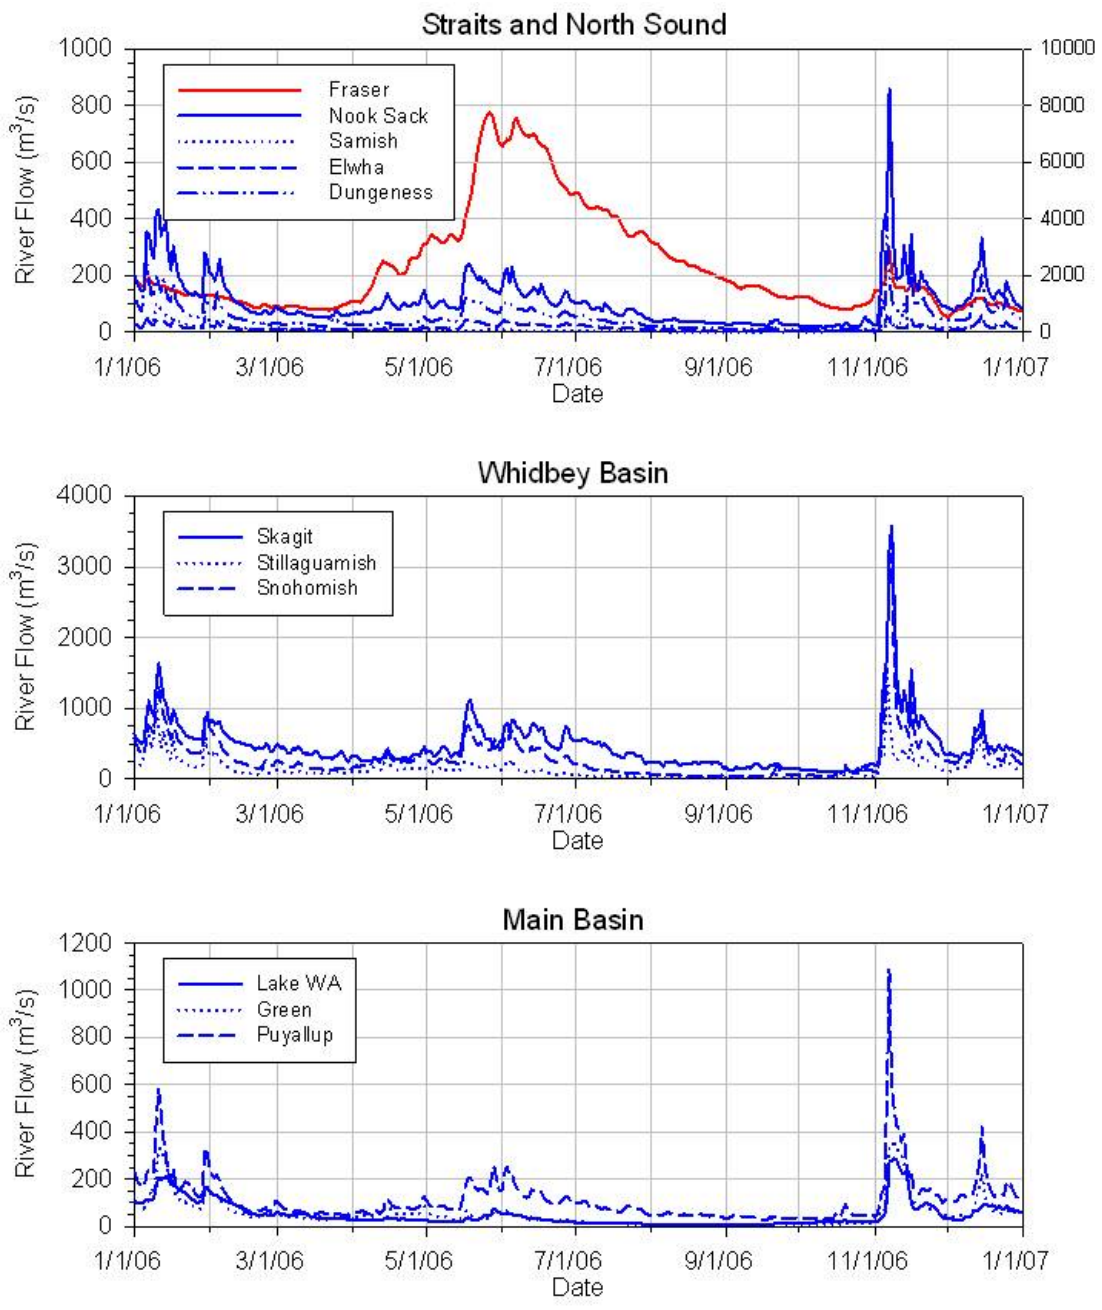 Straits and North Sound
River Flow (m³/s)
1000
800
600
400
200
0
10000
8000
6000
4000
2000
0
Fraser
Nook Sack
Samish
Elwha
Dungeness
1/1/06 3/1/06 5/1/06 7/1/06 9/1/06 11/1/06 1/1/07
Date
Whidbey Basin
River Flow (m³/s)
4000
3000
2000
1000
0
Skagit
Stillaguamish
Snohomish
1/1/06 3/1/06 5/1/06 7/1/06 9/1/06 11/1/06 1/1/07
Date
Main Basin
River Flow (m³/s)
1200
1000
800
600
400
200
0
Lake WA
Green
Puyallup
1/1/06 3/1/06 5/1/06 7/1/06 9/1/06 11/1/06 1/1/07
Date